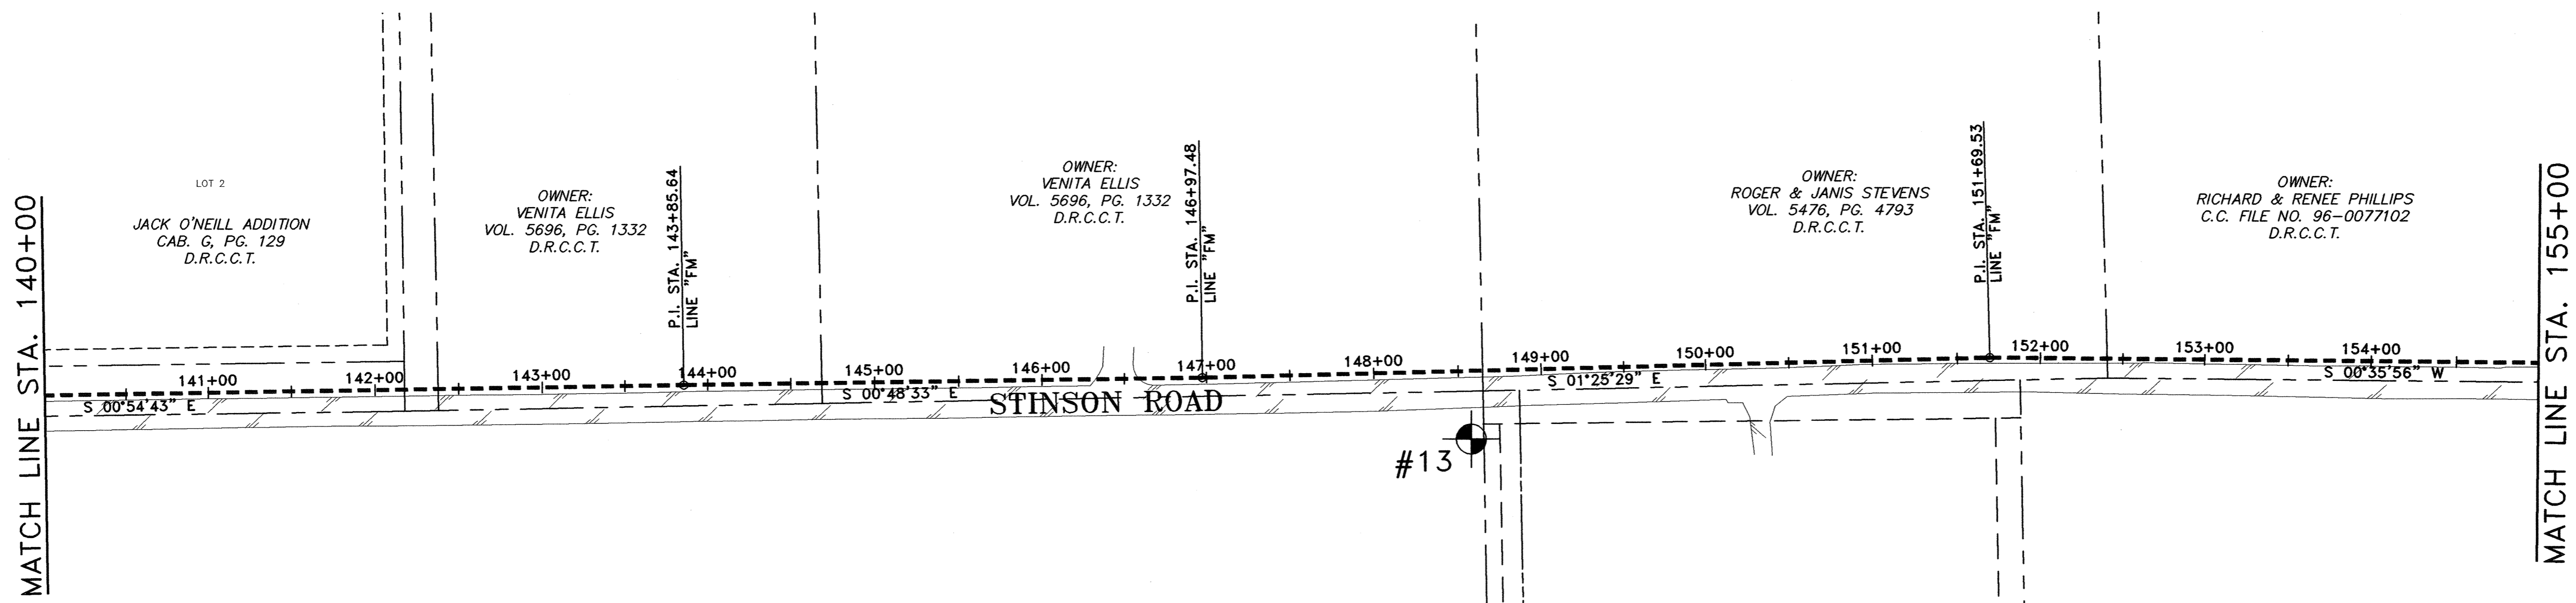 MATCH LINE STA. 140+00
LOT 2
JACK O'NEILL ADDITION
CAB. G, PG. 129
D.R.C.C.T.
OWNER:
VENITA ELLIS
VOL. 5696, PG. 1332
D.R.C.C.T.
P.I. STA. 143+85.64
LINE "FM"
OWNER:
VENITA ELLIS
VOL. 5696, PG. 1332
D.R.C.C.T.
P.I. STA. 146+97.48
LINE "FM"
OWNER:
ROGER & JANIS STEVENS
VOL. 5476, PG. 4793
D.R.C.C.T.
P.I. STA. 151+69.53
LINE "FM"
OWNER:
RICHARD & RENEE PHILLIPS
C.C. FILE NO. 96-0077102
D.R.C.C.T.
141+00
142+00
143+00
144+00
145+00
146+00
147+00
148+00
149+00
150+00
151+00
152+00
153+00
154+00
S 00°54'43" E
S 00°48'33" E
S 01°25'29" E
S 00°35'56" W
STINSON ROAD
#13
MATCH LINE STA. 155+00